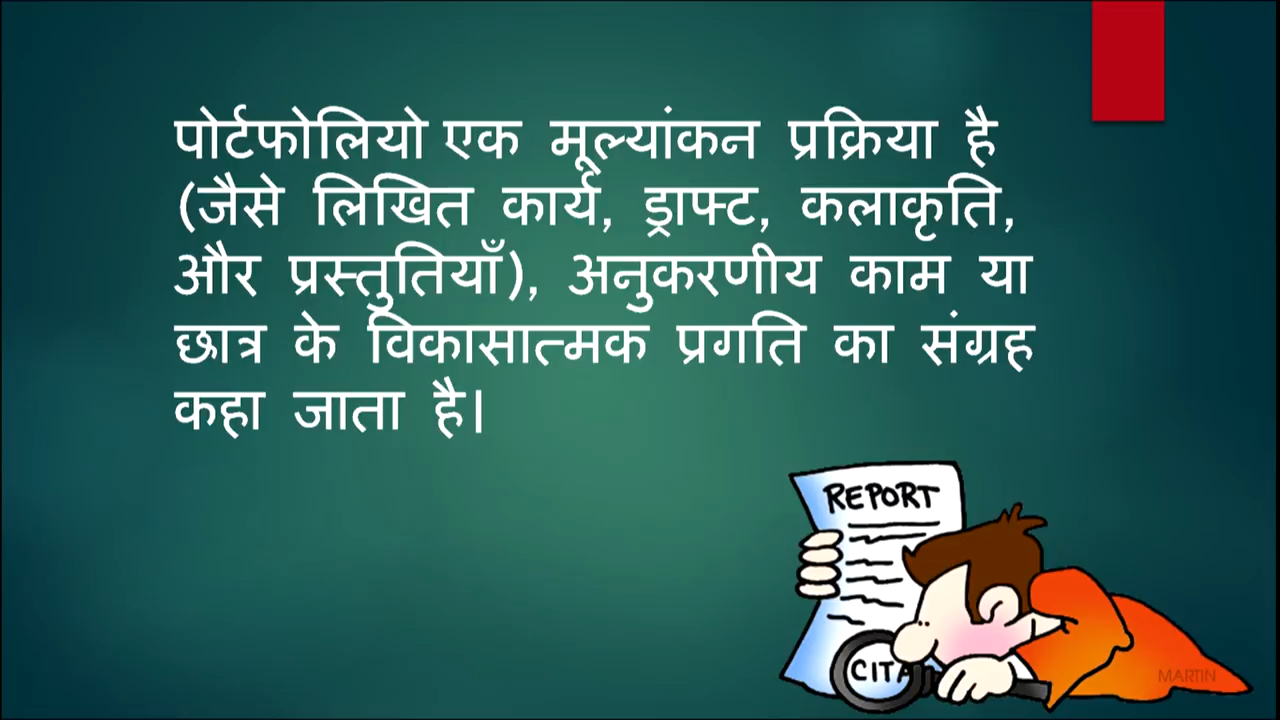 पोर्टफोलियो एक मूल्यांकन प्रक्रिया है
(जैसे लिखित कार्य, ड्राफ्ट, कलाकृति,
और प्रस्तुतियाँ), अनुकरणीय काम या
छात्र के विकासात्मक प्रगति का संग्रह
कहा जाता है।
REPORT
CITA
MARTIN